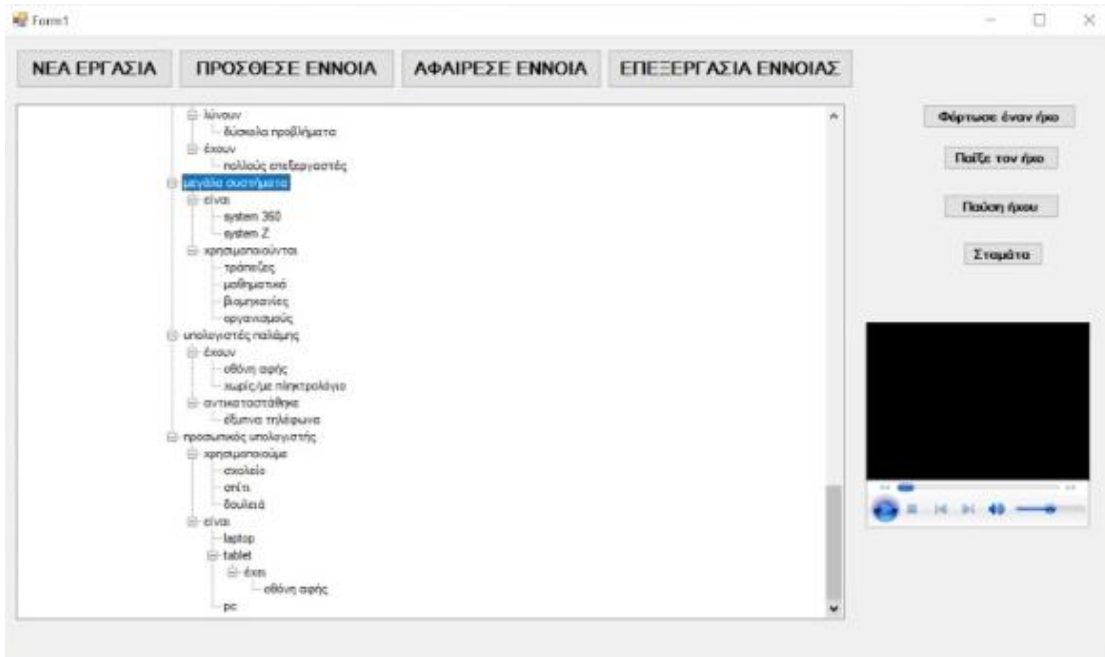 Form1
ΝΕΑ ΕΡΓΑΣΙΑ
ΠΡΟΣΘΕΣΕ ΕΝΝΟΙΑ
ΑΦΑΙΡΕΣΕ ΕΝΝΟΙΑ
ΕΠΕΞΕΡΓΑΣΙΑ ΕΝΝΟΙΑΣ
λύνουν
δύσκολα προβλήματα
έχουν
πολλούς επεξεργαστές
μεγάλα συστήματα
είναι
system 360
system Z
χρησιμοποιούνται
τράπεζες
μαθηματικά
βιομηχανίες
οργανισμούς
υπολογιστές παλάμης
έχουν
οθόνη αφής
χωρίς/με πληκτρολόγιο
αντικαταστάθηκε
έξυπνα τηλέφωνα
προσωπικός υπολογιστής
χρησιμοποιούμε
σχολείο
σπίτι
δουλειά
είναι
laptop
tablet
έχει
οθόνη αφής
pc
Φόρτωσε έναν ήχο
Παίξε τον ήχο
Παύση ήχου
Σταμάτα